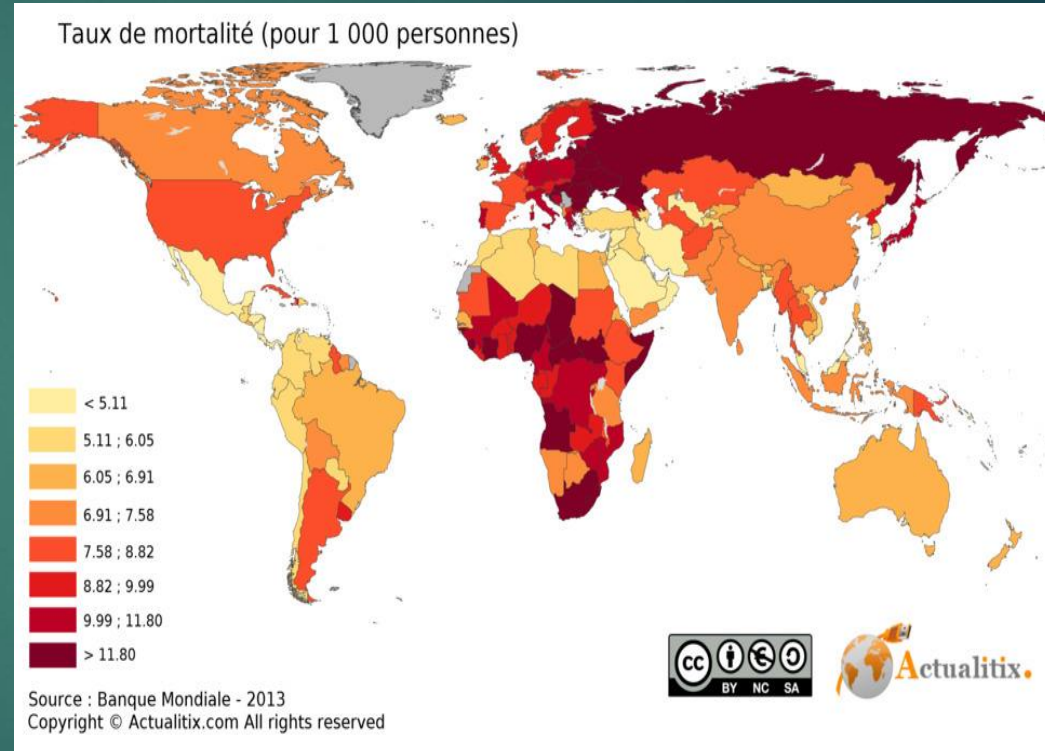 Taux de mortalité (pour 1 000 personnes)
< 5.11
5.11 ; 6.05
6.05 ; 6.91
6.91 ; 7.58
7.58 ; 8.82
8.82 ; 9.99
9.99 ; 11.80
> 11.80
cc
BY NC SA
Actualitix.
Source : Banque Mondiale - 2013
Copyright © Actualitix.com All rights reserved